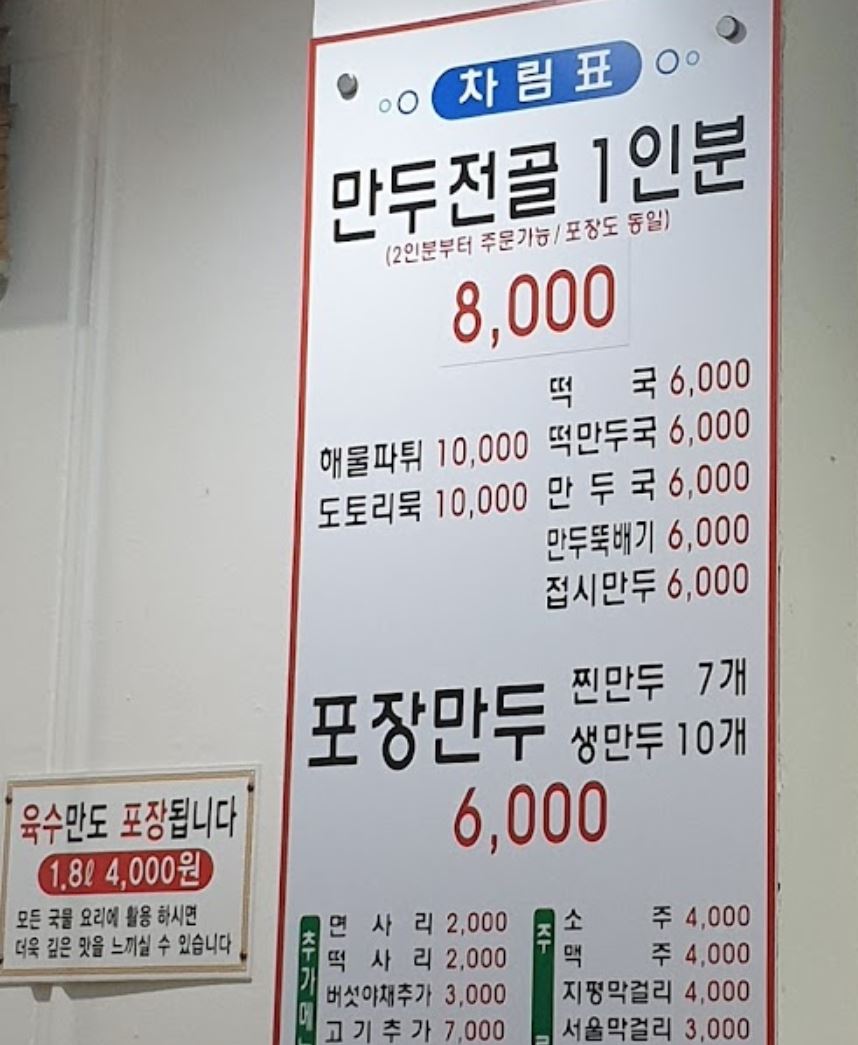 차림표
만두전골 1인분
(2인분부터 주문가능/포장도 동일)
8,000
해물파튀 10,000
도토리묵 10,000
떡 국 6,000
떡만두국 6,000
만두국 6,000
만두뚝배기 6,000
접시만두 6,000
포장만두
찐만두 7개
생만두 10개
6,000
추가메뉴
면 사 리 2,000
떡 사 리 2,000
버섯야채추가 3,000
고기추가 7,000
주
소 주 4,000
맥 주 4,000
지평막걸리 4,000
서울막걸리 3,000
육수만도 포장됩니다
1.8ℓ 4,000원
모든 국물 요리에 활용 하시면
더욱 깊은 맛을 느끼실 수 있습니다